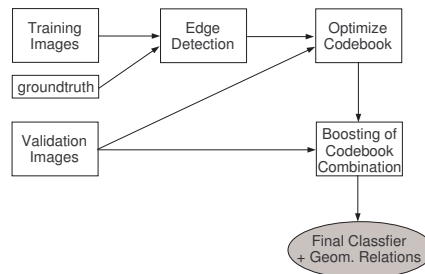 Training
Images
Edge
Detection
Optimize
Codebook
groundtruth
Validation
Images
Boosting of
Codebook
Combination
Final Classfier
+ Geom. Relations